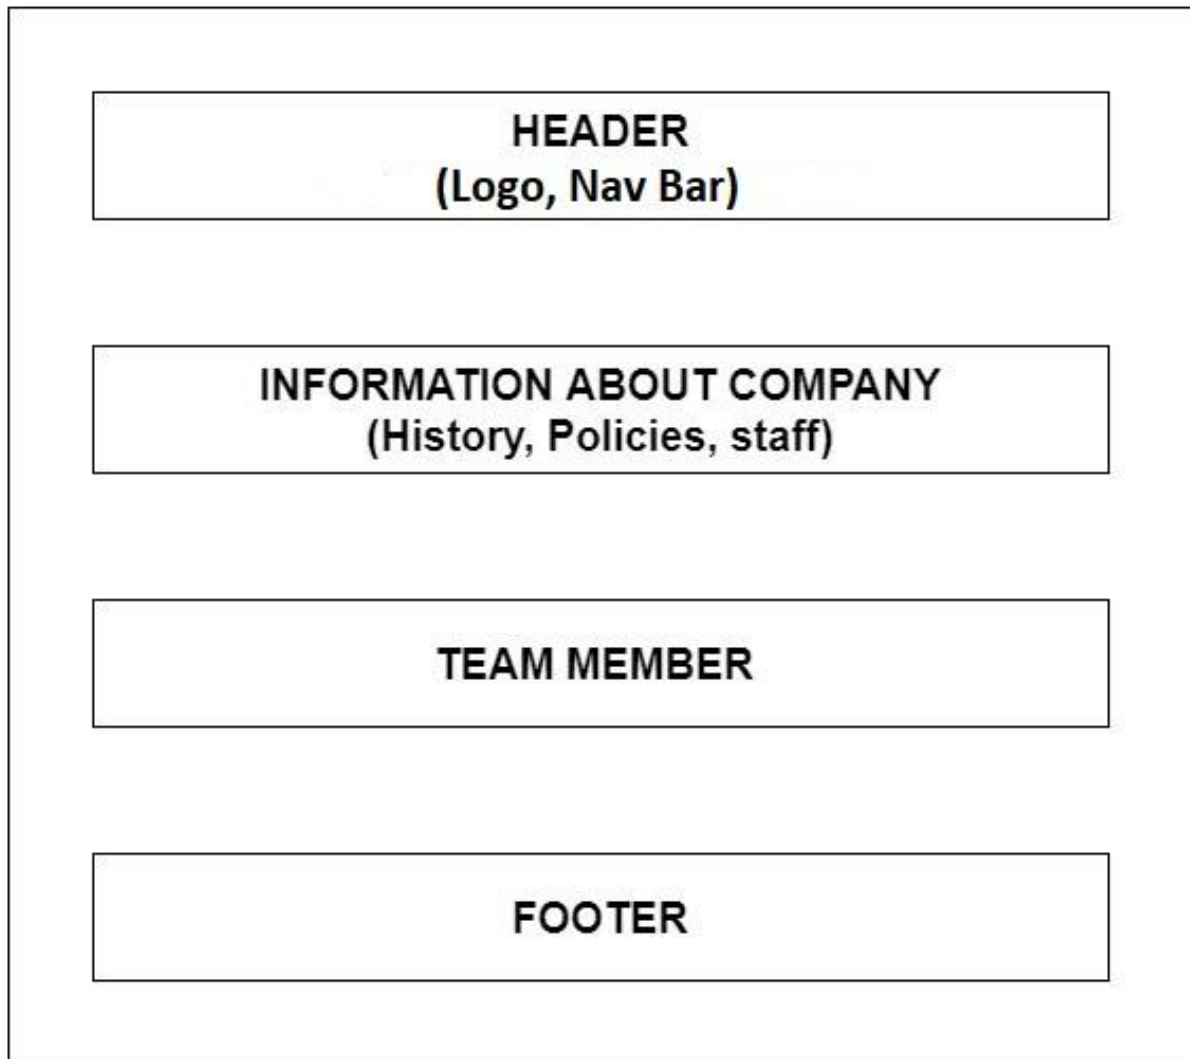 HEADER
(Logo, Nav Bar)
INFORMATION ABOUT COMPANY
(History, Policies, staff)
TEAM MEMBER
FOOTER